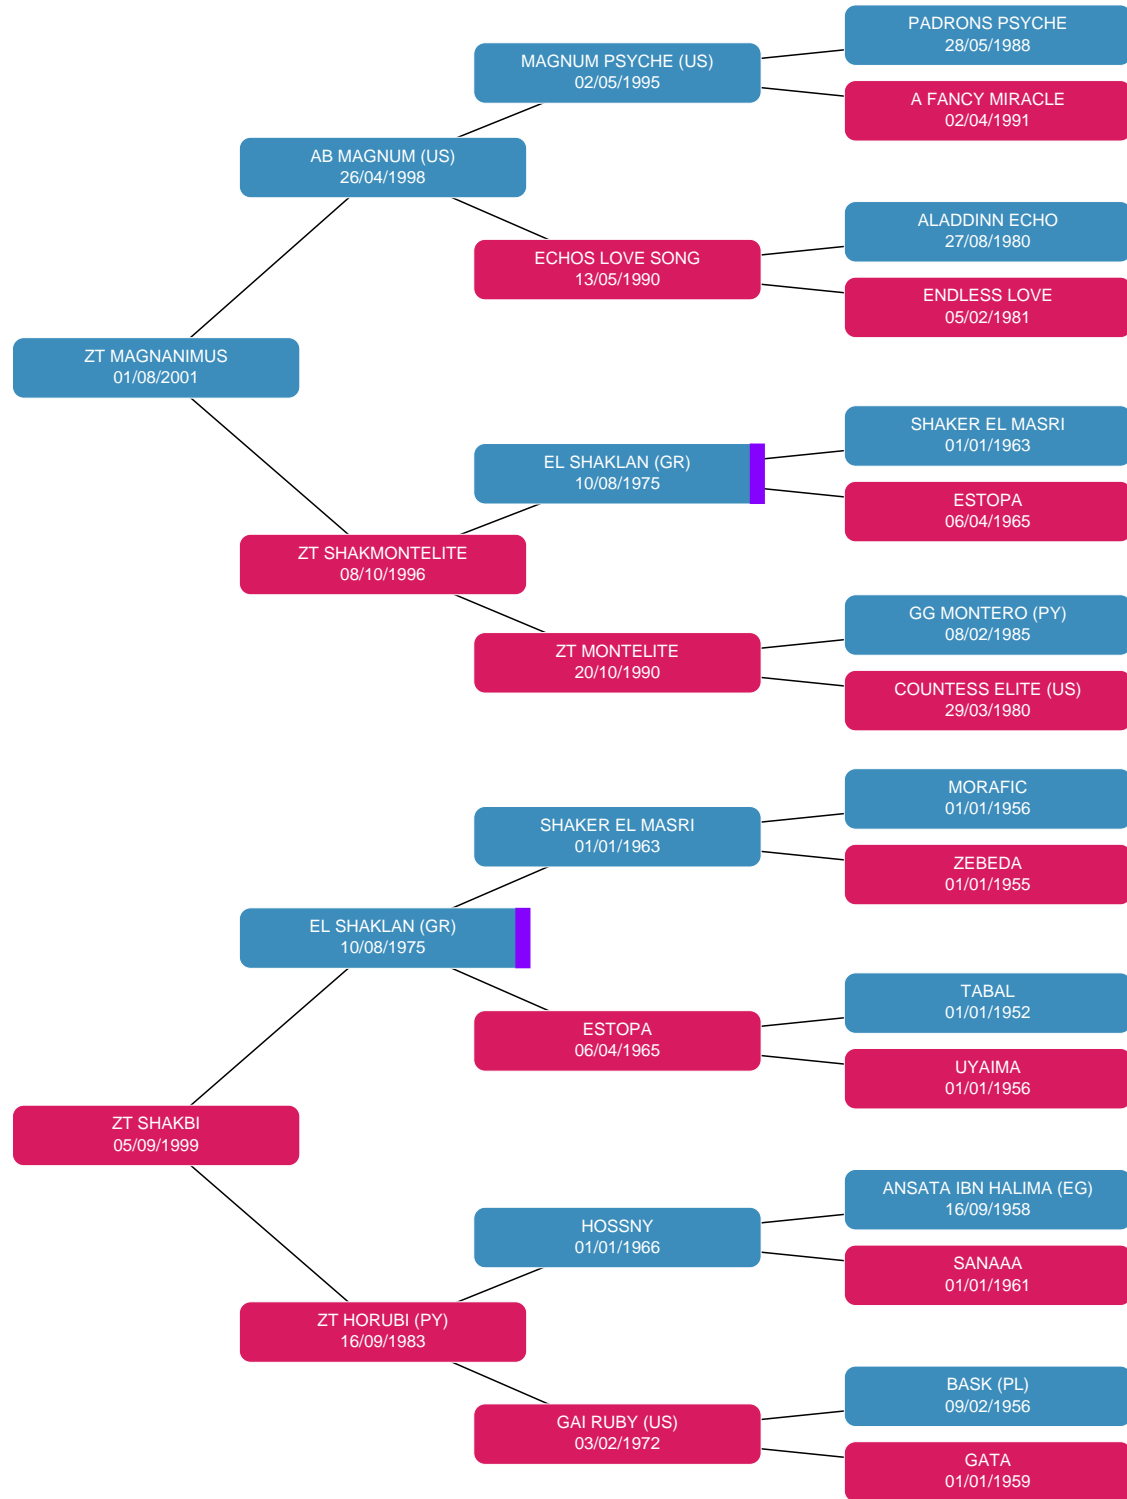 PADRONS PSYCHE
28/05/1988
MAGNUM PSYCHE (US)
02/05/1995
A FANCY MIRACLE
02/04/1991
AB MAGNUM (US)
26/04/1998
ALADDINN ECHO
27/08/1980
ECHOS LOVE SONG
13/05/1990
ENDLESS LOVE
05/02/1981
ZT MAGNANIMUS
01/08/2001
SHAKER EL MASRI
01/01/1963
EL SHAKLAN (GR)
10/08/1975
ESTOPA
06/04/1965
ZT SHAKMONTELITE
08/10/1996
GG MONTERO (PY)
08/02/1985
ZT MONTELITE
20/10/1990
COUNTESS ELITE (US)
29/03/1980
MORAFIC
01/01/1956
SHAKER EL MASRI
01/01/1963
ZEBEDA
01/01/1955
EL SHAKLAN (GR)
10/08/1975
TABAL
01/01/1952
ESTOPA
06/04/1965
UYAIMA
01/01/1956
ZT SHAKBI
05/09/1999
ANSATA IBN HALIMA (EG)
16/09/1958
HOSSNY
01/01/1966
SANAAA
01/01/1961
ZT HORUBI (PY)
16/09/1983
BASK (PL)
09/02/1956
GAI RUBY (US)
03/02/1972
GATA
01/01/1959